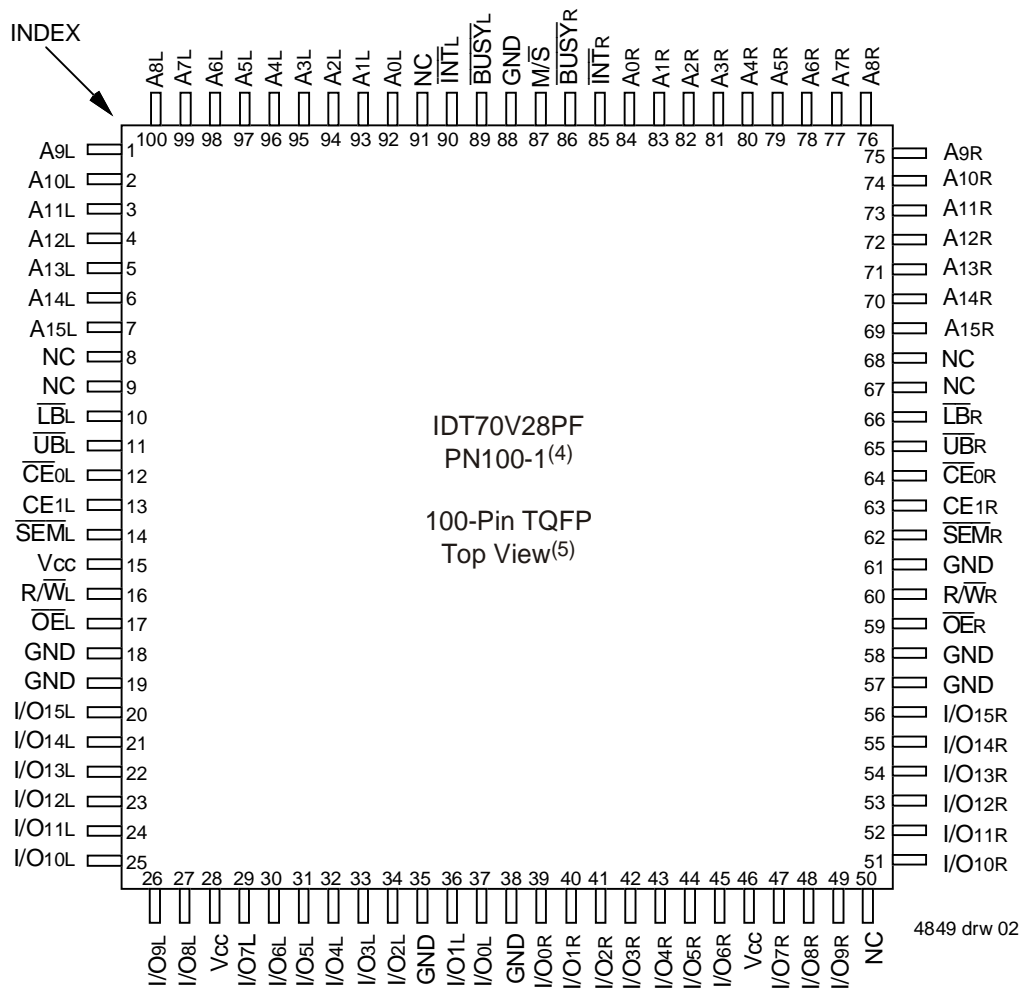 INDEX
A8L A7L A6L A5L A4L A3L A2L A1L A0L NC INTL BUSYL GND M/S BUSYR INTR A0R A1R A2R A3R A4R A5R A6R A7R A8R
100 99 98 97 96 95 94 93 92 91 90 89 88 87 86 85 84 83 82 81 80 79 78 77 76
A9L 1 75 A9R
A10L 2 74 A10R
A11L 3 73 A11R
A12L 4 72 A12R
A13L 5 71 A13R
A14L 6 70 A14R
A15L 7 69 A15R
NC 8 68 NC
NC 9 67 NC
LBL 10 66 LBR
UBL 11 65 UBR
CE0L 12 64 CE0R
CE1L 13 63 CE1R
SEML 14 62 SEMR
Vcc 15 61 GND
R/WL 16 60 R/WR
OEL 17 59 OER
GND 18 58 GND
GND 19 57 GND
I/O15L 20 56 I/O15R
I/O14L 21 55 I/O14R
I/O13L 22 54 I/O13R
I/O12L 23 53 I/O12R
I/O11L 24 52 I/O11R
I/O10L 25 51 I/O10R
IDT70V28PF
PN100-1(4)
100-Pin TQFP
Top View(5)
26 27 28 29 30 31 32 33 34 35 36 37 38 39 40 41 42 43 44 45 46 47 48 49 50
I/O9L I/O8L Vcc I/O7L I/O6L I/O5L I/O4L I/O3L I/O2L GND I/O1L I/O0L GND I/O0R I/O1R I/O2R I/O3R I/O4R I/O5R I/O6R Vcc I/O7R I/O8R I/O9R NC
4849 drw 02